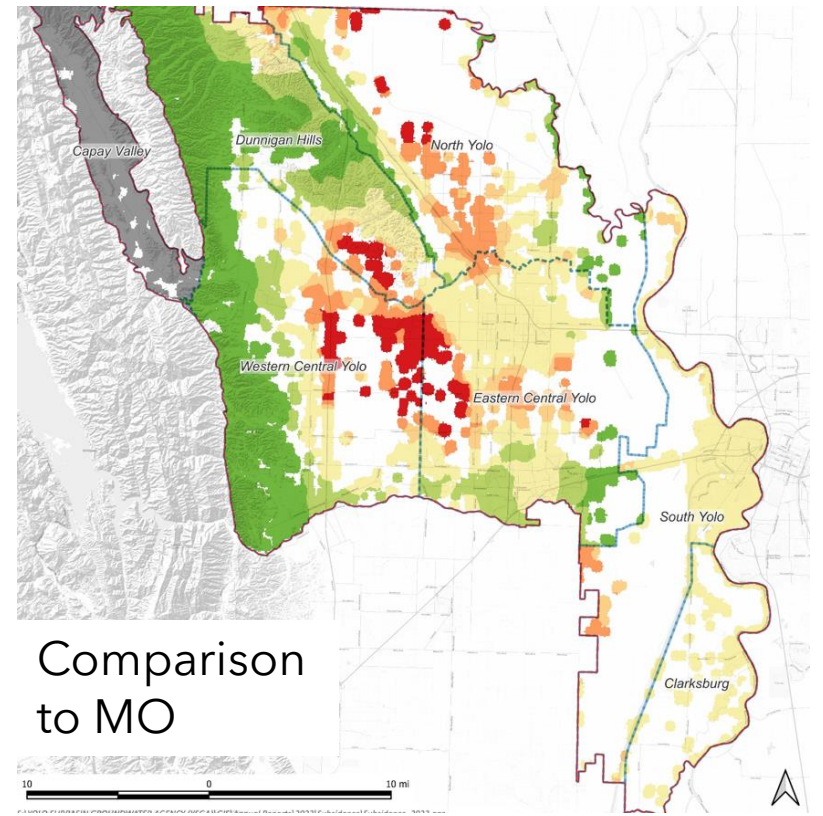 Capay Valley
Dunnigan Hills
North Yolo
Western Central Yolo
Eastern Central Yolo
South Yolo
Clarksburg
Comparison
to MO
10 0 10 mi